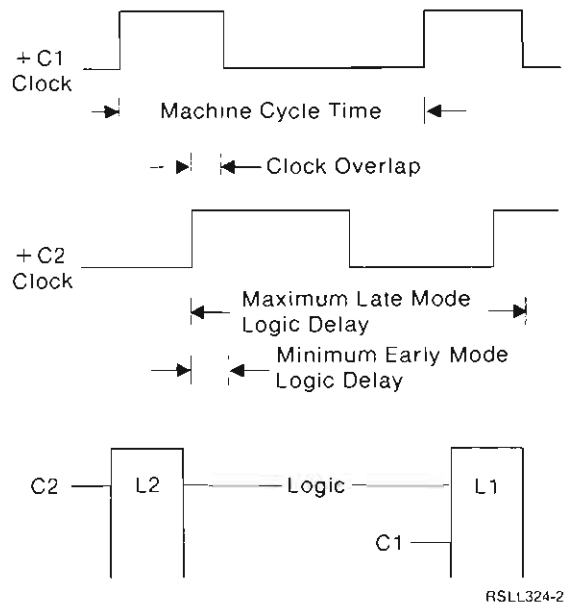 + C1
Clock
Machine Cycle Time
Clock Overlap
+ C2
Clock
Maximum Late Mode
Logic Delay
Minimum Early Mode
Logic Delay
C2 L2 Logic L1
C1
RSLL324-2